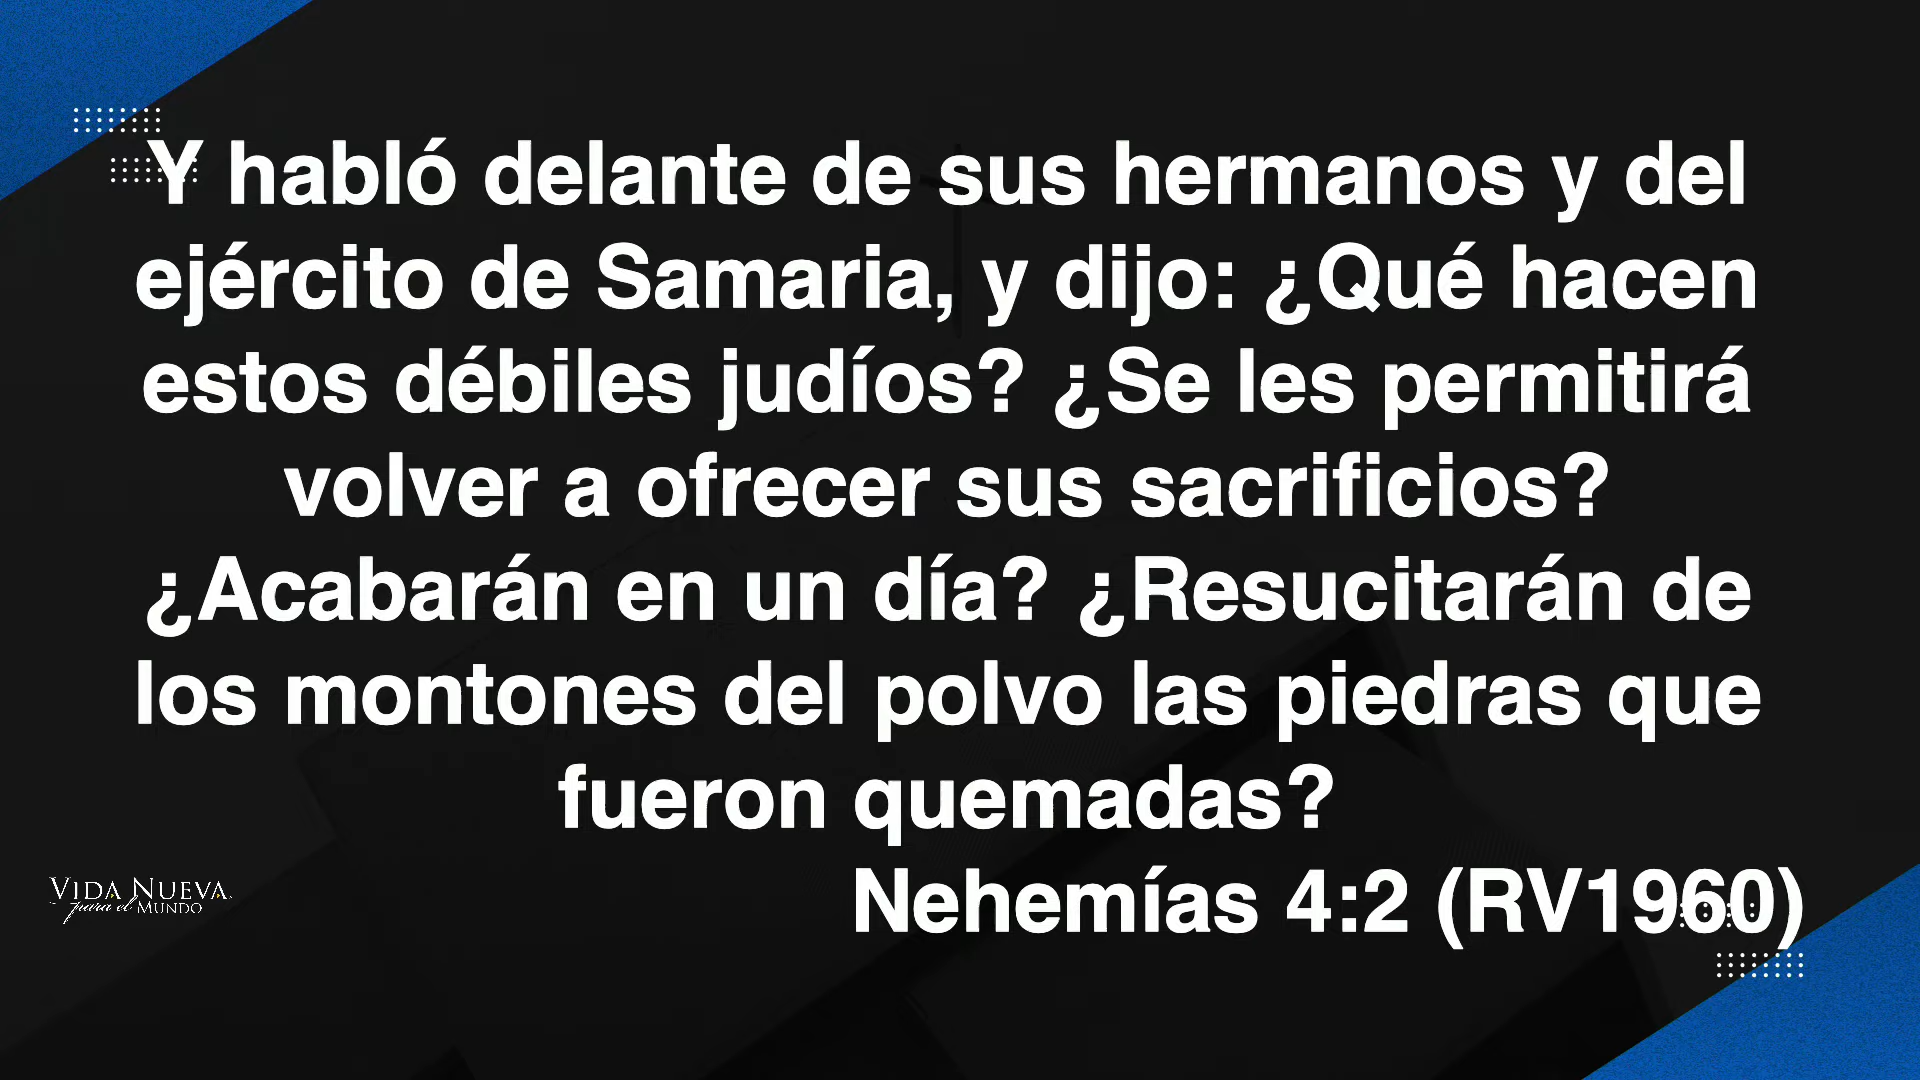 Y habló delante de sus hermanos y del
ejército de Samaria, y dijo: ¿Qué hacen
estos débiles judíos? ¿Se les permitirá
volver a ofrecer sus sacrificios?
¿Acabarán en un día? ¿Resucitarán de
los montones del polvo las piedras que
fueron quemadas?
Nehemías 4:2 (RV1960)
VIDA NUEVA
para el MUNDO